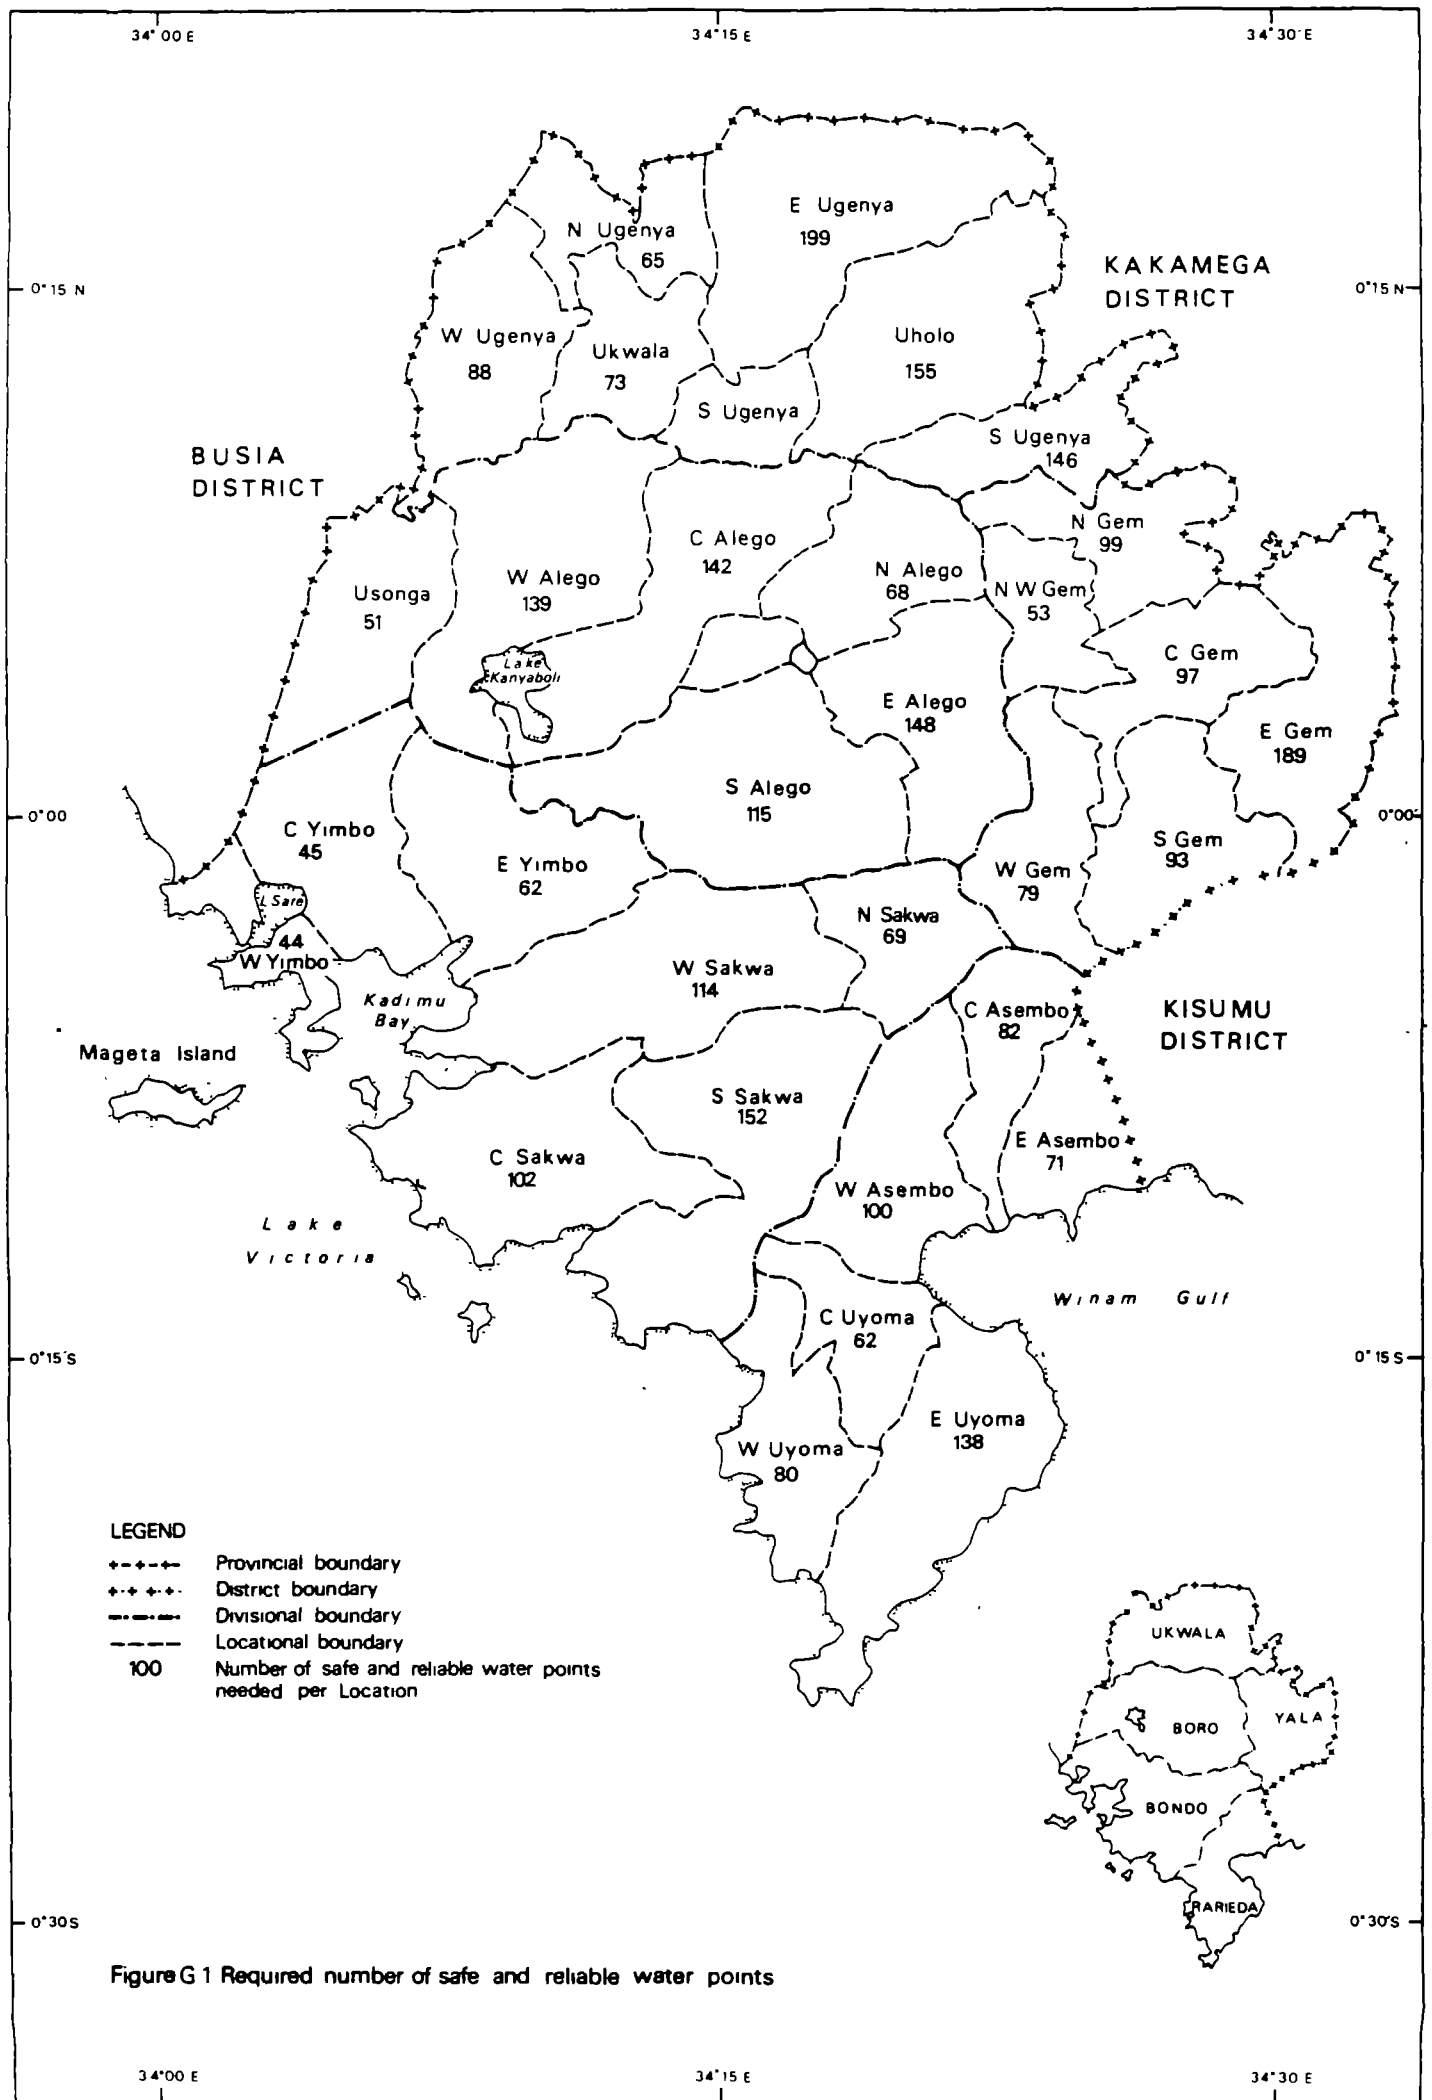 34°00 E
34°15 E
34°30'E
E Ugenya
199
N Ugenya
65
KAKAMEGA
DISTRICT
0°15 N
0°15 N
W Ugenya
88
Ukwala
73
Uholo
155
S Ugenya
S Ugenya
146
BUSIA
DISTRICT
N Gem
99
C Alego
142
N Alego
68
W Alego
139
Usonga
51
N W Gem
53
C Gem
97
Lake
Kanyaboli
E Alego
148
E Gem
189
S Alego
115
0°00
0°00'
C Yimbo
45
E Yimbo
62
S Gem
93
W Gem
79
L Sare
N Sakwa
69
44
W Yimbo
W Sakwa
114
Kadimu
Bay
C Asembo
82
KISUMU
DISTRICT
Mageta Island
S Sakwa
152
E Asembo
71
C Sakwa
102
W Asembo
100
Lake
Victoria
Winam Gulf
C Uyoma
62
0°15'S
0°15 S
E Uyoma
138
W Uyoma
80
LEGEND
Provincial boundary
District boundary
Divisional boundary
Locational boundary
100 Number of safe and reliable water points
needed per Location
UKWALA
YALA
BORO
BONDO
RARIEDA
0°30S
0°30'S
Figure G 1 Required number of safe and reliable water points
34°00 E
34°15 E
34°30 E